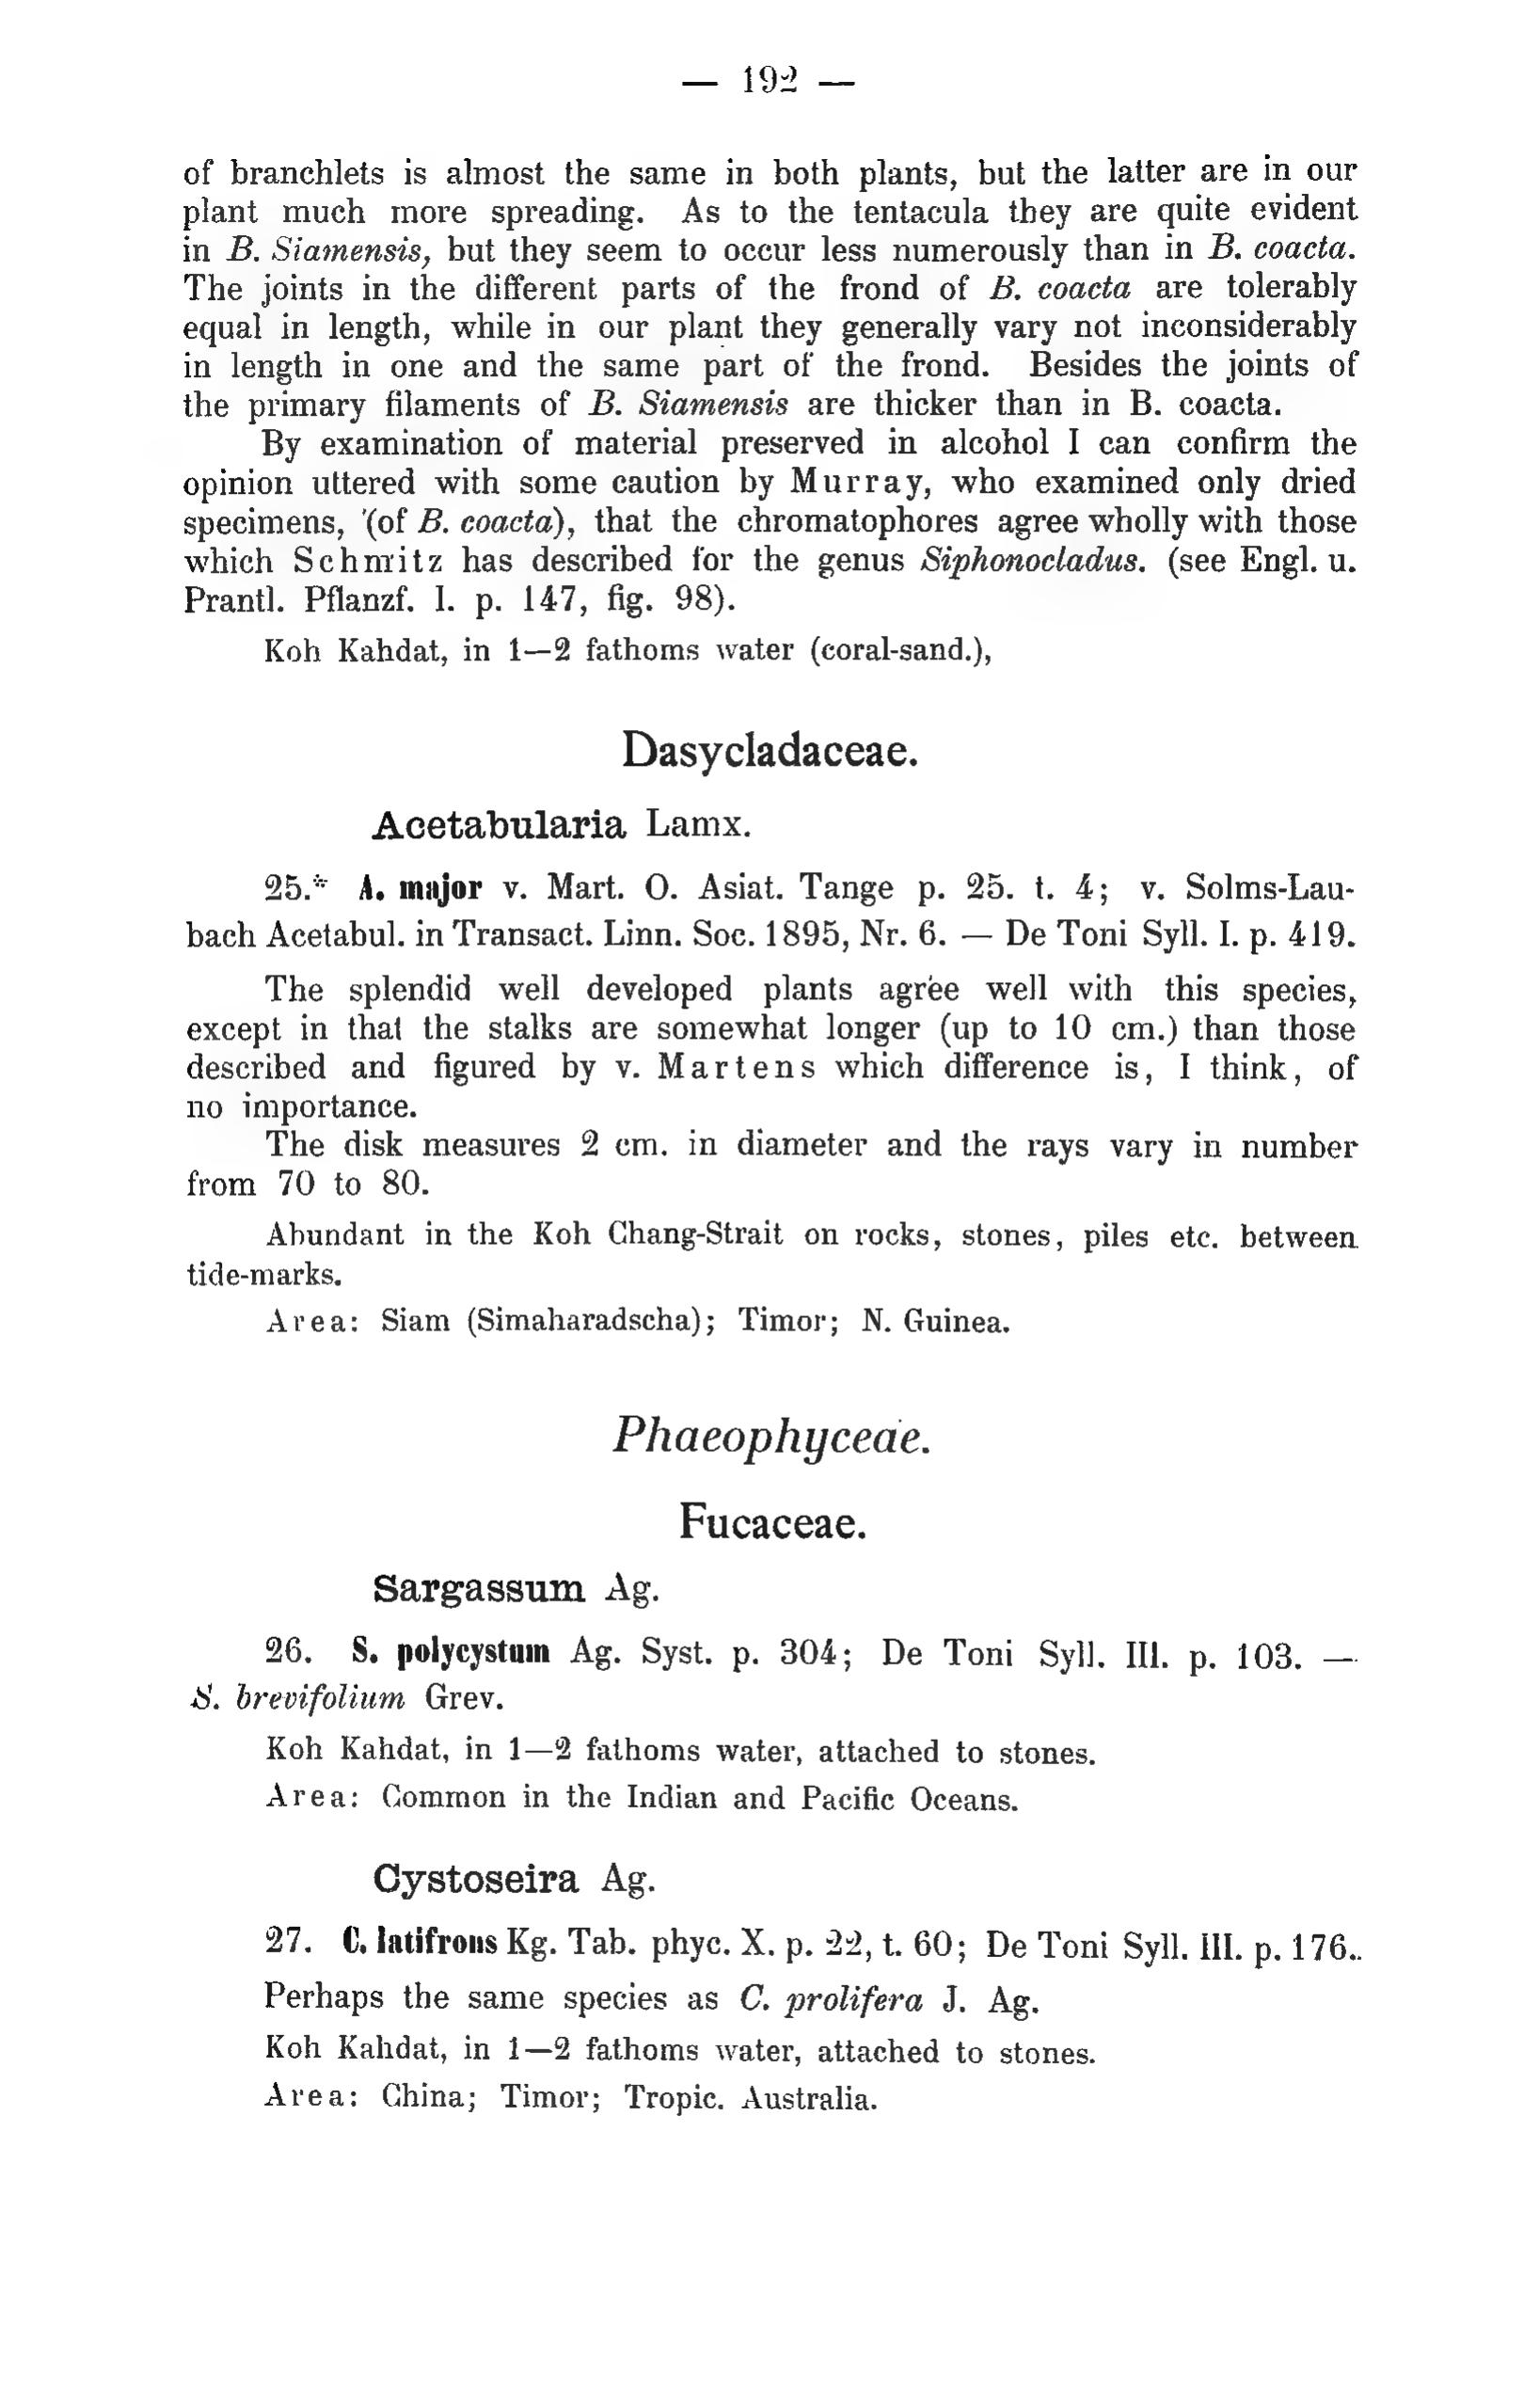 — 192 —
of branchlets is almost the same in both plants, but the latter are in our
plant much more spreading. As to the tentacula they are quite evident
in B. Siamensis, but they seem to occur less numerously than in B. coacta.
The joints in the different parts of the frond of B. coacta are tolerably
equal in length, while in our plant they generally vary not inconsiderably
in length in one and the same part of the frond. Besides the joints of
the primary filaments of B. Siamensis are thicker than in B. coacta.
By examination of material preserved in alcohol I can confirm the
opinion uttered with some caution by Murray, who examined only dried
specimens, (of B. coacta), that the chromatophores agree wholly with those
which Schmitz has described for the genus Siphonocladus. (see Engl. u.
Prantl. Pflanzf. I. p. 147, fig. 98).
Koh Kahdat, in 1—2 fathoms water (coral-sand.),
Dasycladaceae.
Acetabularia Lamx.
25.* A. major v. Mart. O. Asiat. Tange p. 25. t. 4; v. Solms-Lau-
bach Acetabul. in Transact. Linn. Soc. 1895, Nr. 6. — De Toni Syll. I. p. 419.
The splendid well developed plants agree well with this species,
except in that the stalks are somewhat longer (up to 10 cm.) than those
described and figured by v. Martens which difference is, I think, of
no importance.
The disk measures 2 cm. in diameter and the rays vary in number
from 70 to 80.
Abundant in the Koh Chang-Strait on rocks, stones, piles etc. between
tide-marks.
Area: Siam (Simaharadscha); Timor; N. Guinea.
Phaeophyceae.
Fucaceae.
Sargassum Ag.
26. S. polycystum Ag. Syst. p. 304; De Toni Syll. III. p. 103. —
S. brevifolium Grev.
Koh Kahdat, in 1—2 fathoms water, attached to stones.
Area: Common in the Indian and Pacific Oceans.
Cystoseira Ag.
27. C. latifrons Kg. Tab. phyc. X. p. 22, t. 60; De Toni Syll. III. p. 176.
Perhaps the same species as C. prolifera J. Ag.
Koh Kahdat, in 1—2 fathoms water, attached to stones.
Area: China; Timor; Tropic. Australia.